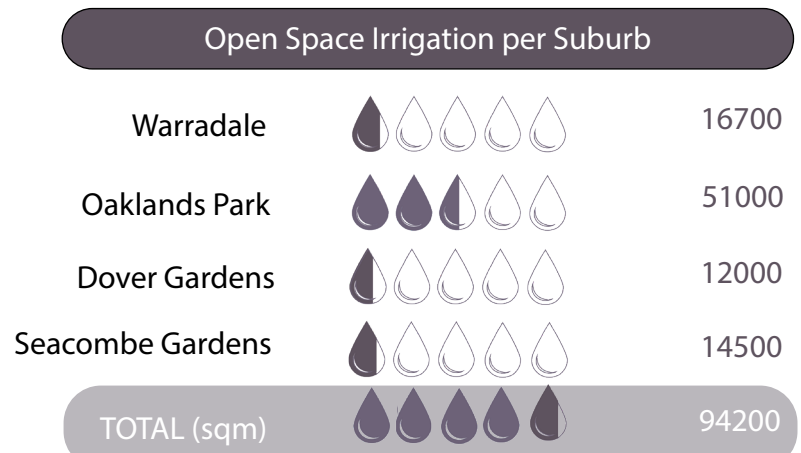 Open Space Irrigation per Suburb
Warradale 16700
Oaklands Park 51000
Dover Gardens 12000
Seacombe Gardens 14500
TOTAL (sqm) 94200